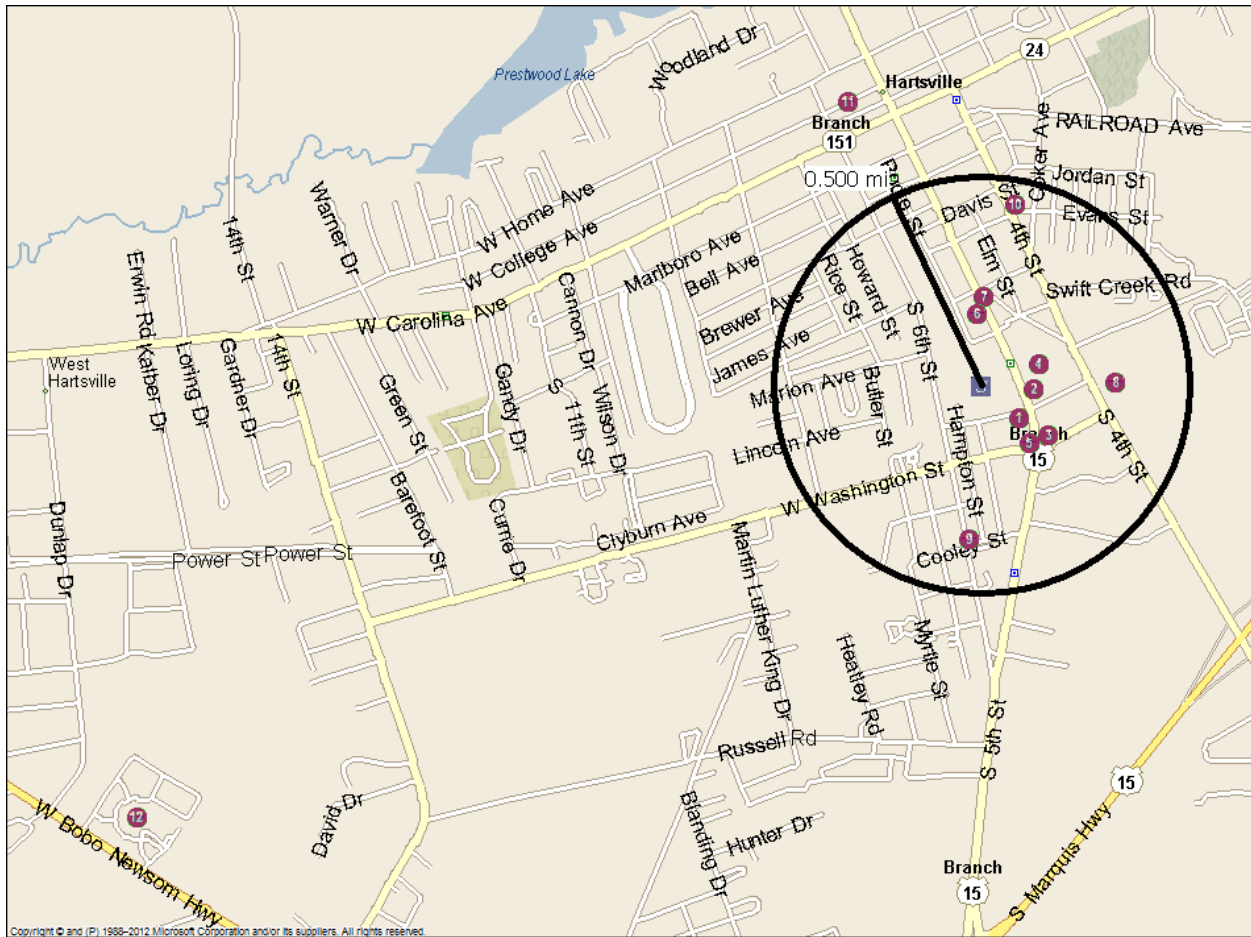 Woodland Dr
24
Prestwood Lake
Hartsville
11
Branch
RAILROAD Ave
151
Coker Ave
0.500 mi
Jordan St
14th St
Warner Dr
W Home Ave
Davis St
10
Evans St
W College Ave
4th St
Marlboro Ave
Howard St
Elm St
Erwin Rd
Bell Ave
Rice St
Swift Creek Rd
Cannon Dr
7
W Carolina Ave
Brewer Ave
S 6th St
6
Katber Dr
Loring Dr
Gardner Dr
14th St
James Ave
West
Hartsville
4
Green St
Gandy Dr
S 11th St
Wilson Dr
Marion Ave
Butler St
2
8
Hampton St
1
S 4th St
Lincoln Ave
Branch
3
5
15
Barefoot St
W Washington St
Dunlap Dr
Currie Dr
Clyburn Ave
9
Cooley St
Power St
Power St
Martin Luther King Dr
Myrtle St
Heatley Rd
S 5th St
Russell Rd
15
David Dr
Blanding Dr
12
W Bobo Newsom Hwy
Hunter Dr
S Marquis Hwy
Branch
15
Copyright © and (P) 1988–2012 Microsoft Corporation and/or its suppliers. All rights reserved.